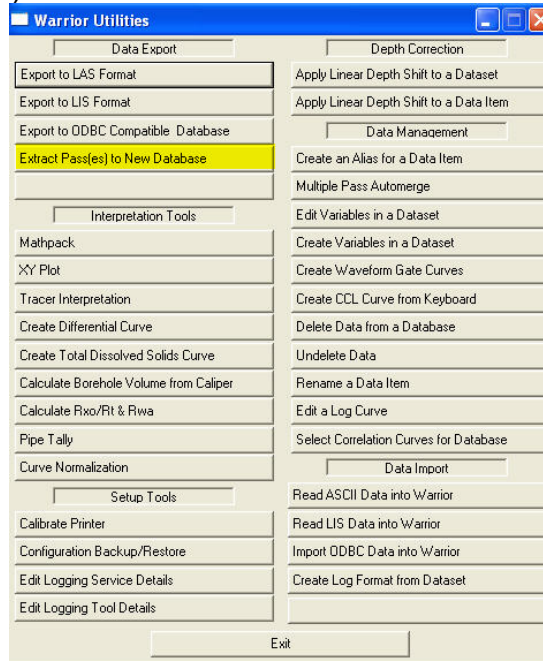 Warrior Utilities
Data Export
Export to LAS Format
Export to LIS Format
Export to ODBC Compatible Database
Extract Pass(es) to New Database
Interpretation Tools
Mathpack
XY Plot
Tracer Interpretation
Create Differential Curve
Create Total Dissolved Solids Curve
Calculate Borehole Volume from Caliper
Calculate Rxo/Rt & Rwa
Pipe Tally
Curve Normalization
Setup Tools
Calibrate Printer
Configuration Backup/Restore
Edit Logging Service Details
Edit Logging Tool Details
Depth Correction
Apply Linear Depth Shift to a Dataset
Apply Linear Depth Shift to a Data Item
Data Management
Create an Alias for a Data Item
Multiple Pass Automerge
Edit Variables in a Dataset
Create Variables in a Dataset
Create Waveform Gate Curves
Create CCL Curve from Keyboard
Delete Data from a Database
Undelete Data
Rename a Data Item
Edit a Log Curve
Select Correlation Curves for Database
Data Import
Read ASCII Data into Warrior
Read LIS Data into Warrior
Import ODBC Data into Warrior
Create Log Format from Dataset
Exit